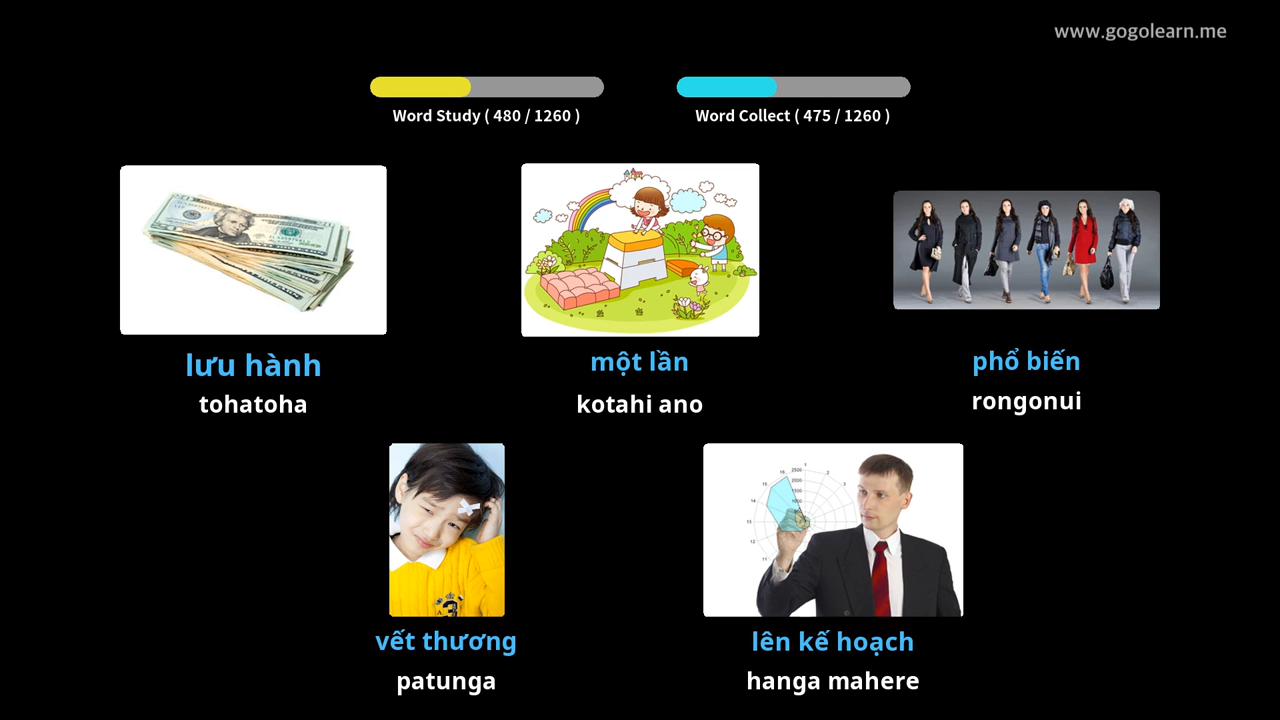 www.gogolearn.me
Word Study ( 480 / 1260 )
Word Collect ( 475 / 1260 )
lưu hành
tohatoha
một lần
kotahi ano
phổ biến
rongonui
vết thương
patunga
lên kế hoạch
hanga mahere